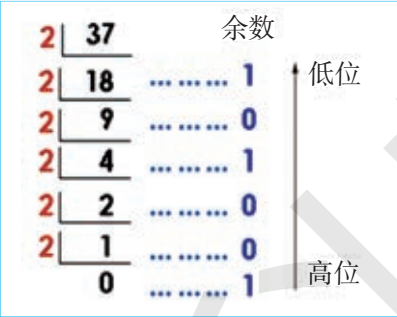 2 37 余数
2 18 … … … 1 低位
2 9 … … … 0
2 4 … … … 1
2 2 … … … 0
2 1 … … … 0
0 … … … 1 高位